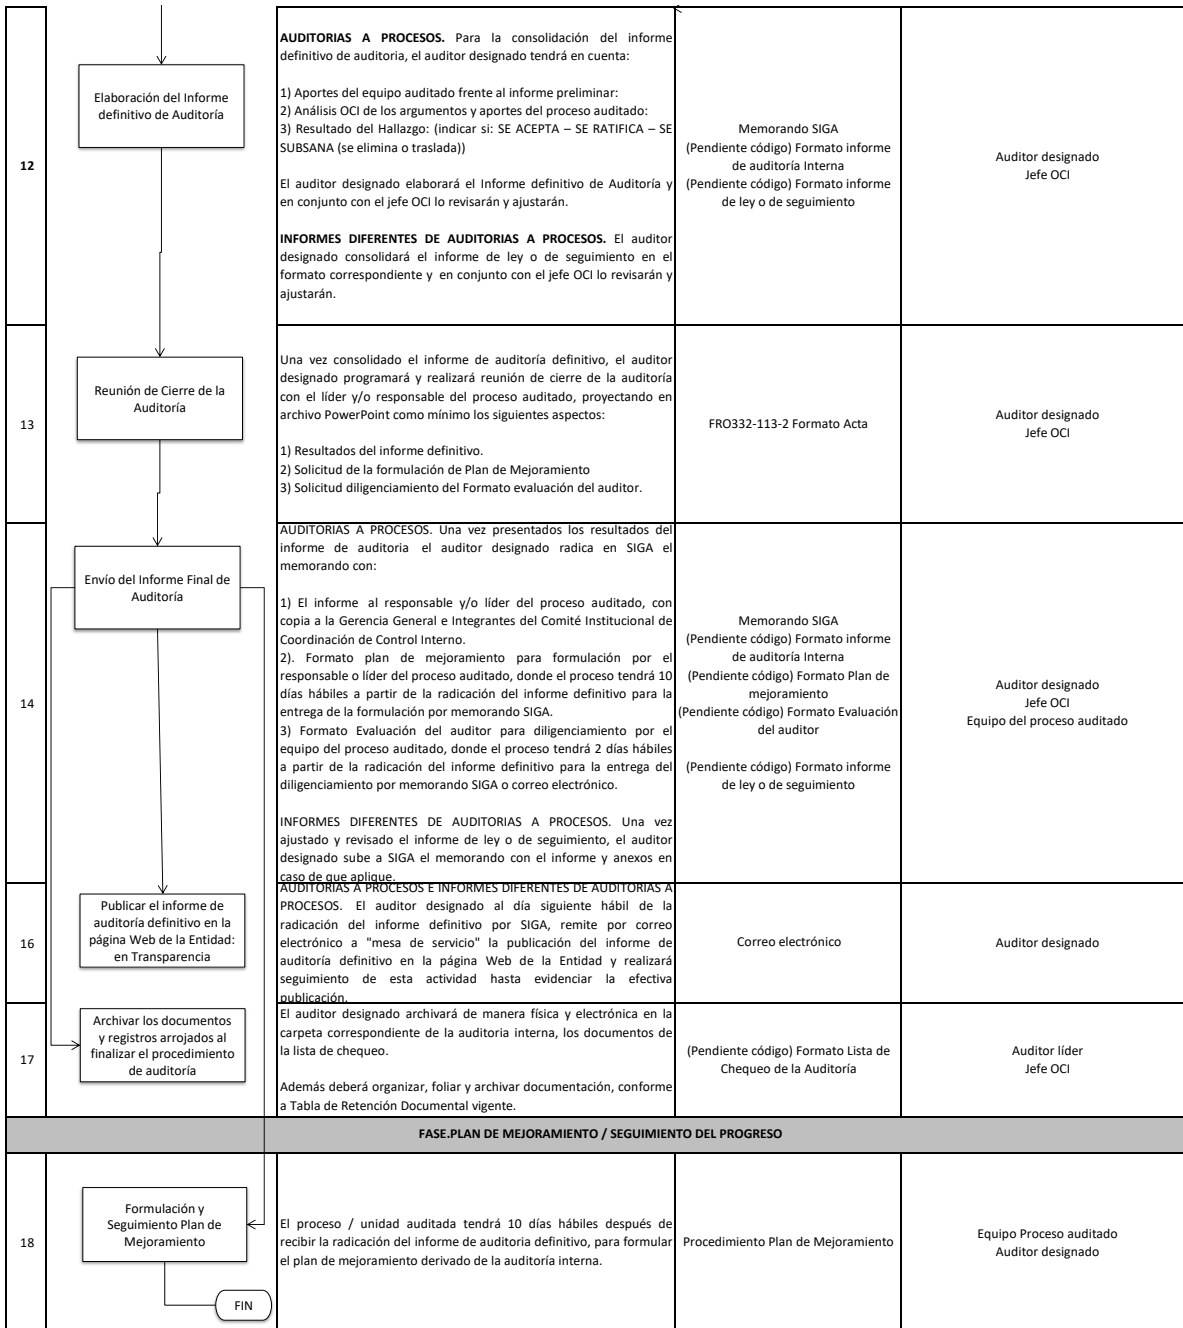 12
Elaboración del Informe
definitivo de Auditoría
AUDITORIAS A PROCESOS. Para la consolidación del informe
definitivo de auditoria, el auditor designado tendrá en cuenta:
1) Aportes del equipo auditado frente al informe preliminar:
2) Análisis OCI de los argumentos y aportes del proceso auditado:
3) Resultado del Hallazgo: (indicar si: SE ACEPTA – SE RATIFICA – SE
SUBSANA (se elimina o traslada))
El auditor designado elaborará el Informe definitivo de Auditoría y
en conjunto con el jefe OCI lo revisarán y ajustarán.
INFORMES DIFERENTES DE AUDITORIAS A PROCESOS. El auditor
designado consolidará el informe de ley o de seguimiento en el
formato correspondiente y en conjunto con el jefe OCI lo revisarán y
ajustarán.
Memorando SIGA
(Pendiente código) Formato informe
de auditoría Interna
(Pendiente código) Formato informe
de ley o de seguimiento
Auditor designado
Jefe OCI
13
Reunión de Cierre de la
Auditoría
Una vez consolidado el informe de auditoría definitivo, el auditor
designado programará y realizará reunión de cierre de la auditoría
con el líder y/o responsable del proceso auditado, proyectando en
archivo PowerPoint como mínimo los siguientes aspectos:
1) Resultados del informe definitivo.
2) Solicitud de la formulación de Plan de Mejoramiento
3) Solicitud diligenciamiento del Formato evaluación del auditor.
FRO332-113-2 Formato Acta
Auditor designado
Jefe OCI
14
Envío del Informe Final de
Auditoría
AUDITORIAS A PROCESOS. Una vez presentados los resultados del
informe de auditoria el auditor designado radica en SIGA el
memorando con:
1) El informe al responsable y/o líder del proceso auditado, con
copia a la Gerencia General e Integrantes del Comité Institucional de
Coordinación de Control Interno.
2). Formato plan de mejoramiento para formulación por el
responsable o líder del proceso auditado, donde el proceso tendrá 10
días hábiles a partir de la radicación del informe definitivo para la
entrega de la formulación por memorando SIGA.
3) Formato Evaluación del auditor para diligenciamiento por el
equipo del proceso auditado, donde el proceso tendrá 2 días hábiles
a partir de la radicación del informe definitivo para la entrega del
diligenciamiento por memorando SIGA o correo electrónico.
INFORMES DIFERENTES DE AUDITORIAS A PROCESOS. Una vez
ajustado y revisado el informe de ley o de seguimiento, el auditor
designado sube a SIGA el memorando con el informe y anexos en
caso de que aplique.
Memorando SIGA
(Pendiente código) Formato informe
de auditoría Interna
(Pendiente código) Formato Plan de
mejoramiento
(Pendiente código) Formato Evaluación
del auditor
(Pendiente código) Formato informe
de ley o de seguimiento
Auditor designado
Jefe OCI
Equipo del proceso auditado
16
Publicar el informe de
auditoría definitivo en la
página Web de la Entidad:
en Transparencia
AUDITORIAS A PROCESOS E INFORMES DIFERENTES DE AUDITORIAS A
PROCESOS. El auditor designado al día siguiente hábil de la
radicación del informe definitivo por SIGA, remite por correo
electrónico a "mesa de servicio" la publicación del informe de
auditoría definitivo en la página Web de la Entidad y realizará
seguimiento de esta actividad hasta evidenciar la efectiva
publicación.
Correo electrónico
Auditor designado
17
Archivar los documentos
y registros arrojados al
finalizar el procedimiento
de auditoría
El auditor designado archivará de manera física y electrónica en la
carpeta correspondiente de la auditoria interna, los documentos de
la lista de chequeo.
Además deberá organizar, foliar y archivar documentación, conforme
a Tabla de Retención Documental vigente.
(Pendiente código) Formato Lista de
Chequeo de la Auditoría
Auditor líder
Jefe OCI
FASE.PLAN DE MEJORAMIENTO / SEGUIMIENTO DEL PROGRESO
18
Formulación y
Seguimiento Plan de
Mejoramiento
FIN
El proceso / unidad auditada tendrá 10 días hábiles después de
recibir la radicación del informe de auditoria definitivo, para formular
el plan de mejoramiento derivado de la auditoría interna.
Procedimiento Plan de Mejoramiento
Equipo Proceso auditado
Auditor designado